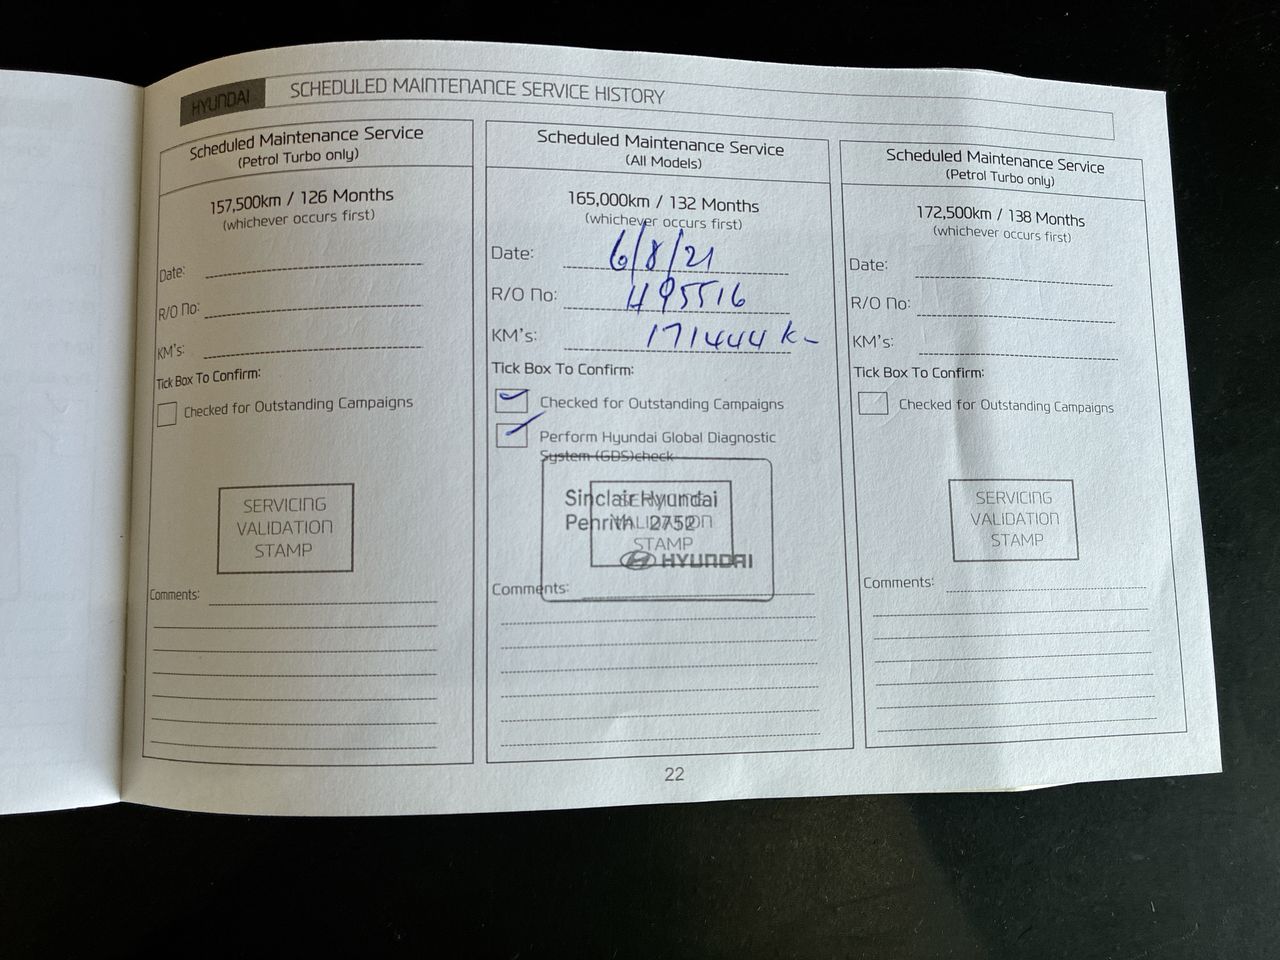 HYUNDAI SCHEDULED MAINTENANCE SERVICE HISTORY
Scheduled Maintenance Service
(Petrol Turbo only)
157,500km / 126 Months
(whichever occurs first)
Date:
R/O No:
KM's:
Tick Box To Confirm:
Checked for Outstanding Campaigns
SERVICING
VALIDATION
STAMP
Comments:
Scheduled Maintenance Service
(All Models)
165,000km / 132 Months
(whichever occurs first)
Date: 6/8/21
R/O No: H95516
KM's: 171444 k
Tick Box To Confirm:
Checked for Outstanding Campaigns
Perform Hyundai Global Diagnostic
System (GDS)check
SERVICING
VALIDATION
STAMP
Sinclair Hyundai
Penrith 2752
HYUNDAI
Comments:
Scheduled Maintenance Service
(Petrol Turbo only)
172,500km / 138 Months
(whichever occurs first)
Date:
R/O No:
KM's:
Tick Box To Confirm:
Checked for Outstanding Campaigns
SERVICING
VALIDATION
STAMP
Comments:
22